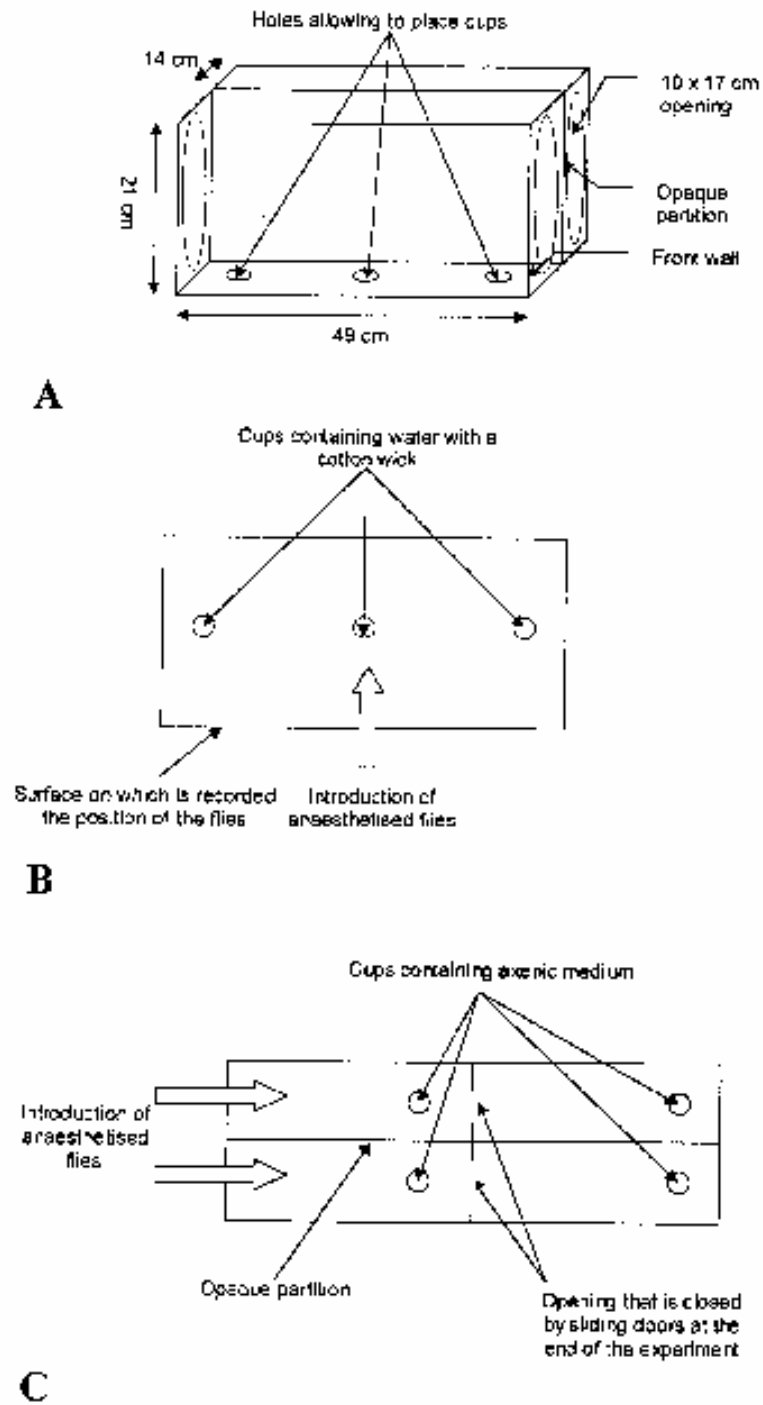 Holes allowing to place cups
14 cm
10 x 17 cm
opening
21 cm
Opaque
partition
Front wall
49 cm
A
Cups containing water with a
cotton wick
Surface on which is recorded
the position of the flies
Introduction of
anaesthetised flies
B
Cups containing axenic medium
Introduction of
anaesthetised
flies
Opaque partition
Opening that is closed
by sliding doors at the
end of the experiment
C